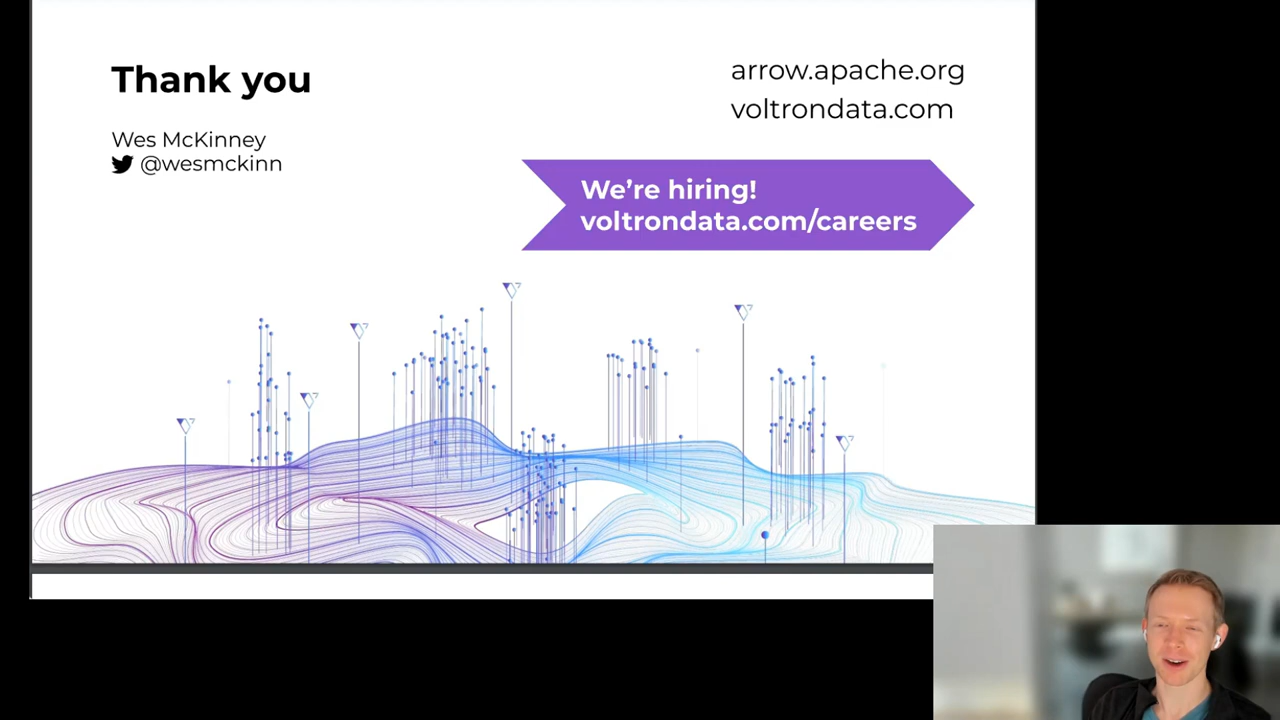 Thank you
Wes McKinney
@wesmckinn
arrow.apache.org
voltrondata.com
We're hiring!
voltrondata.com/careers